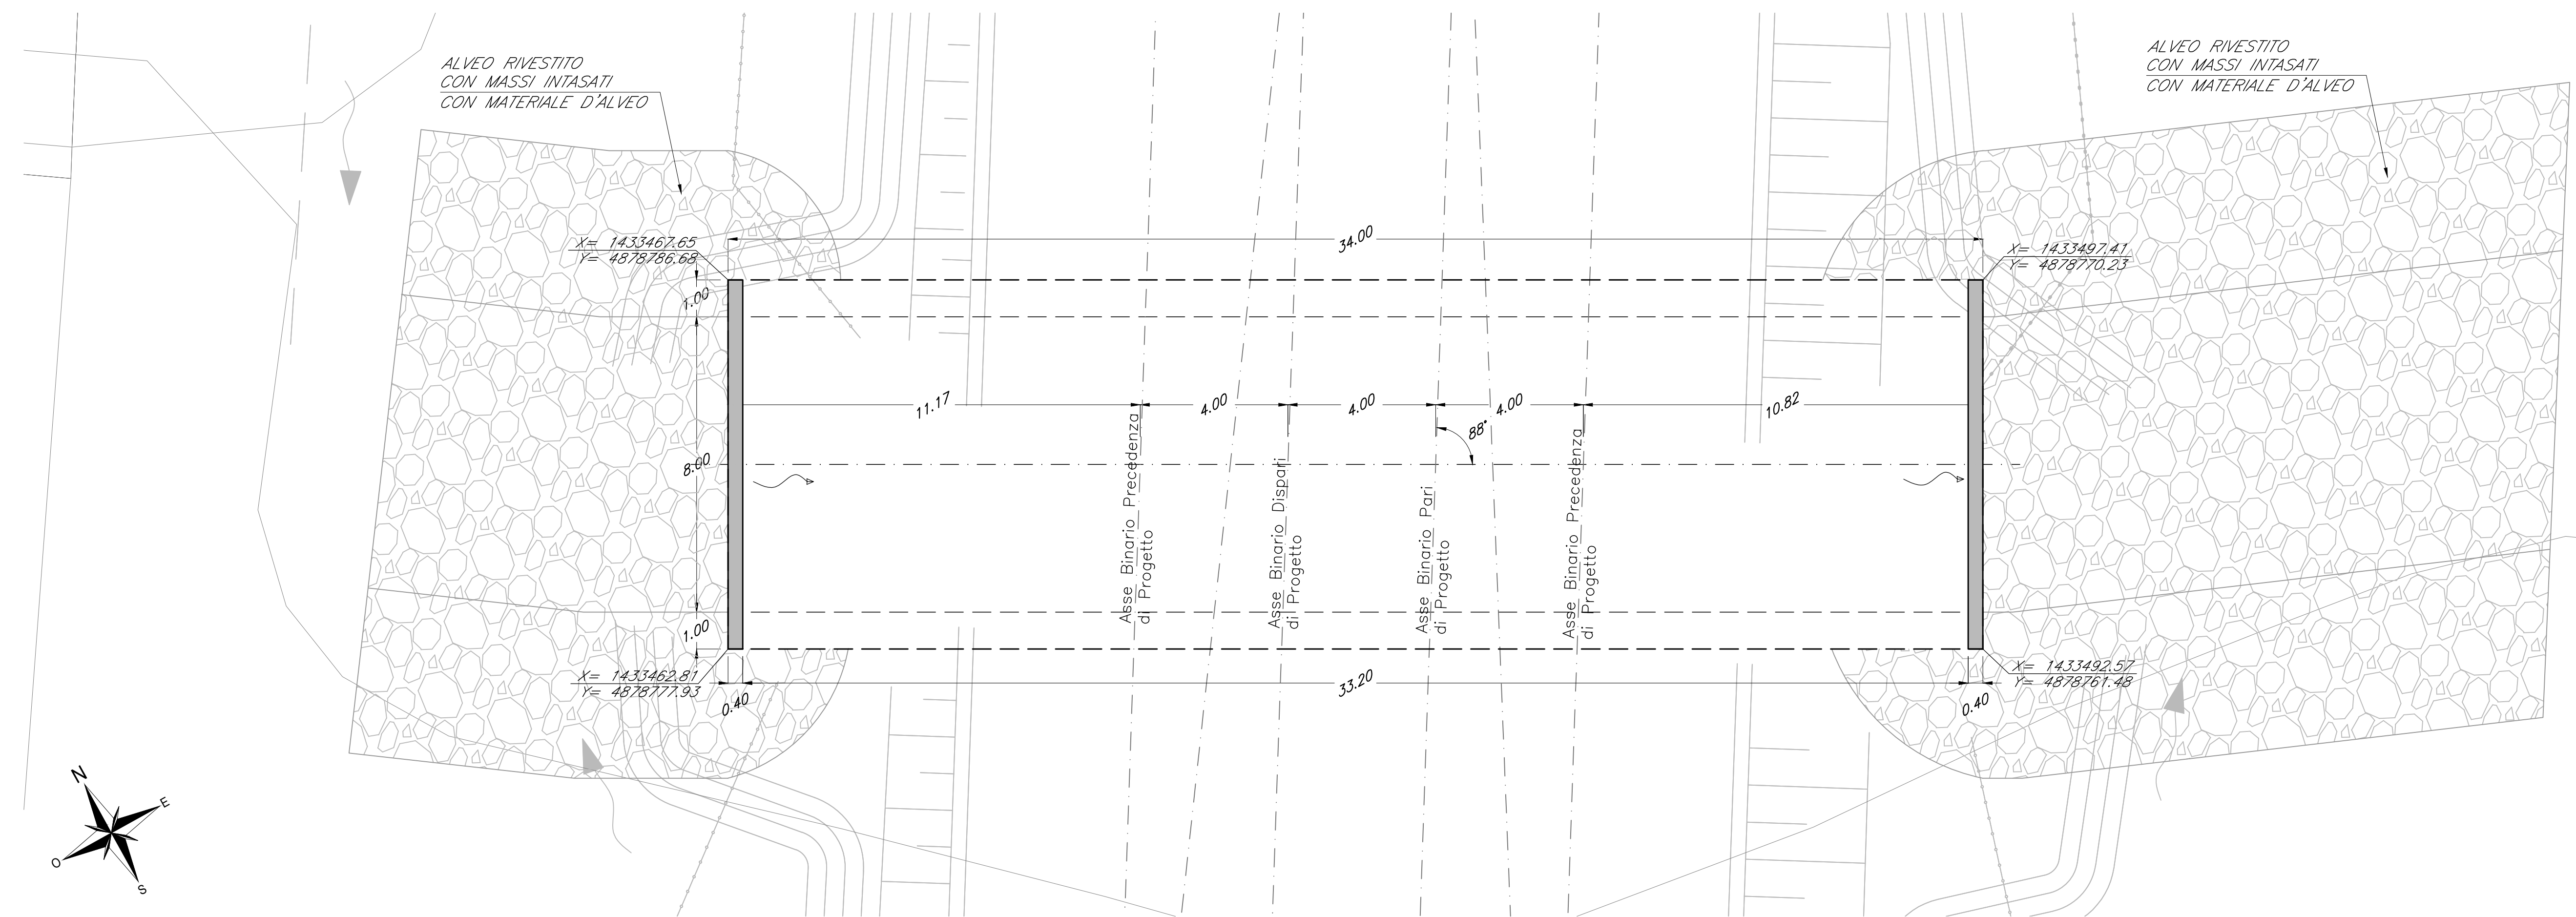 ALVEO RIVESTITO
CON MASSI INTASATI
CON MATERIALE D'ALVEO
ALVEO RIVESTITO
CON MASSI INTASATI
CON MATERIALE D'ALVEO
X= 1433467.65
Y= 4878786.68
34.00
X= 1433497.41
Y= 4878770.23
1.00
11.17
4.00
4.00
4.00
10.82
88°
8.00
Asse Binario Precedenza
di Progetto
Asse Binario Dispari
di Progetto
Asse Binario Pari
di Progetto
Asse Binario Precedenza
di Progetto
1.00
X= 1433462.81
Y= 4878777.93
0.40
33.20
0.40
X= 1433492.57
Y= 4878761.48
N
E
O
S